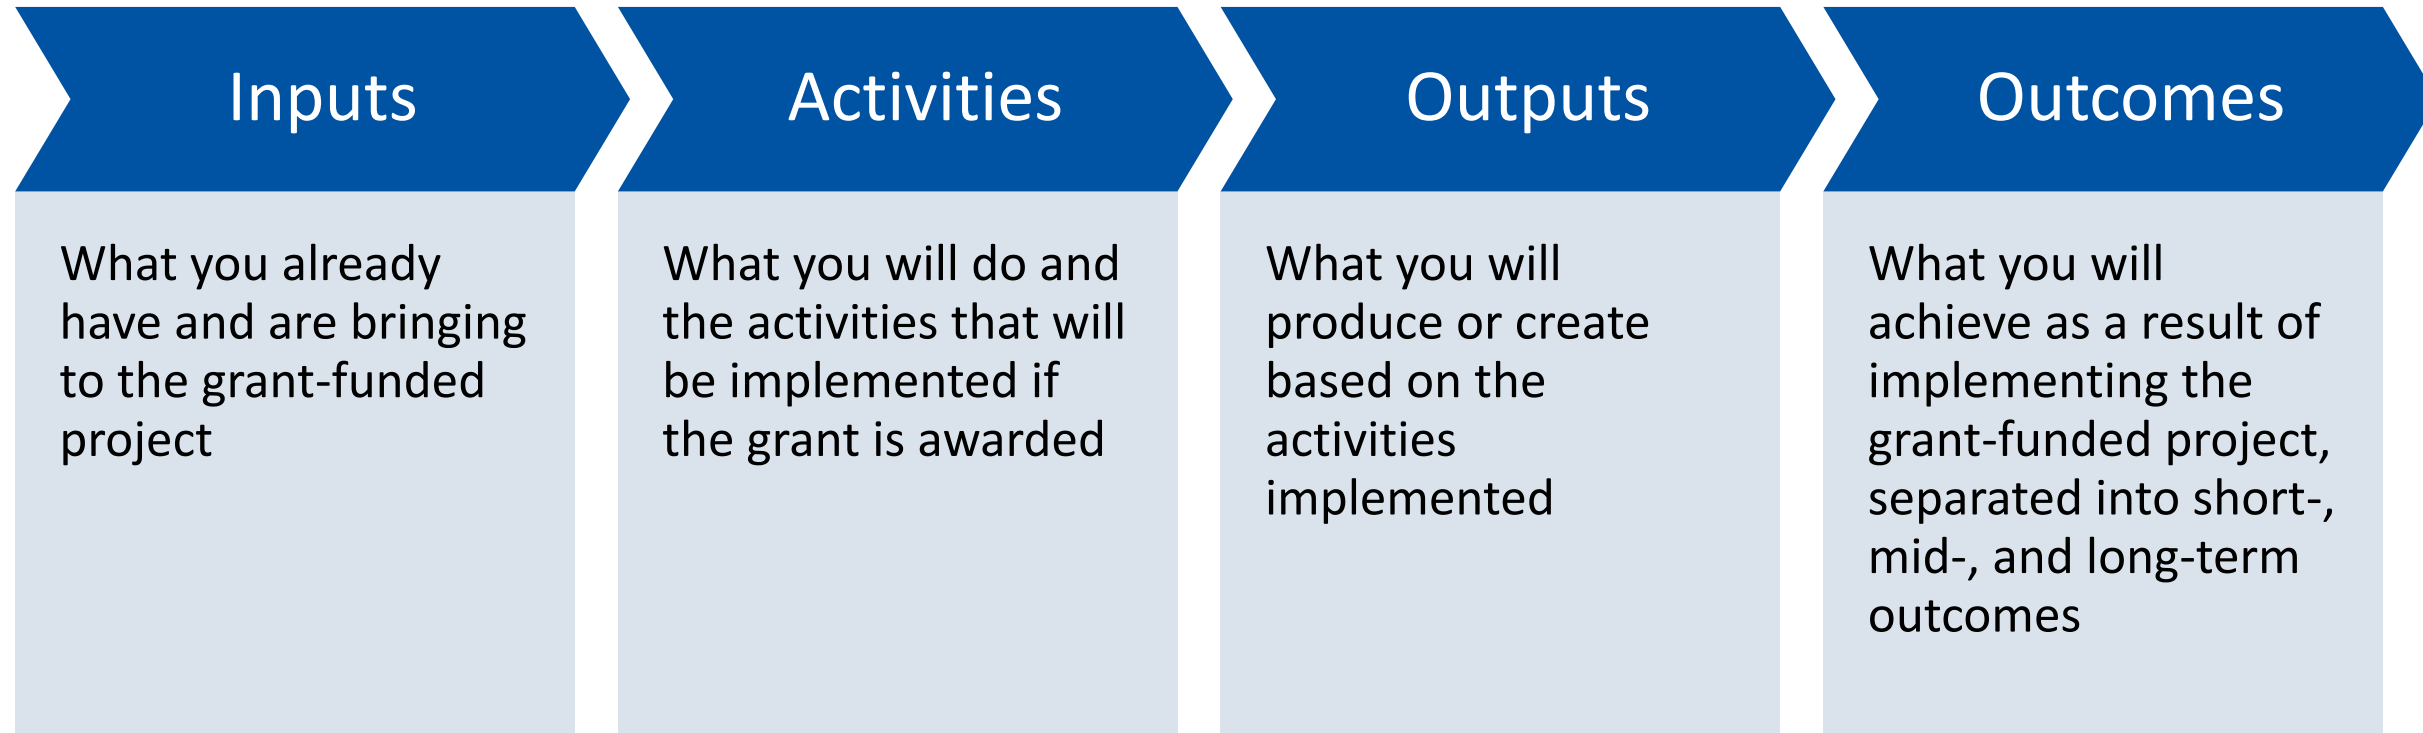 Inputs
What you already
have and are bringing
to the grant-funded
project
Activities
What you will do and
the activities that will
be implemented if
the grant is awarded
Outputs
What you will
produce or create
based on the
activities
implemented
Outcomes
What you will
achieve as a result of
implementing the
grant-funded project,
separated into short-,
mid-, and long-term
outcomes